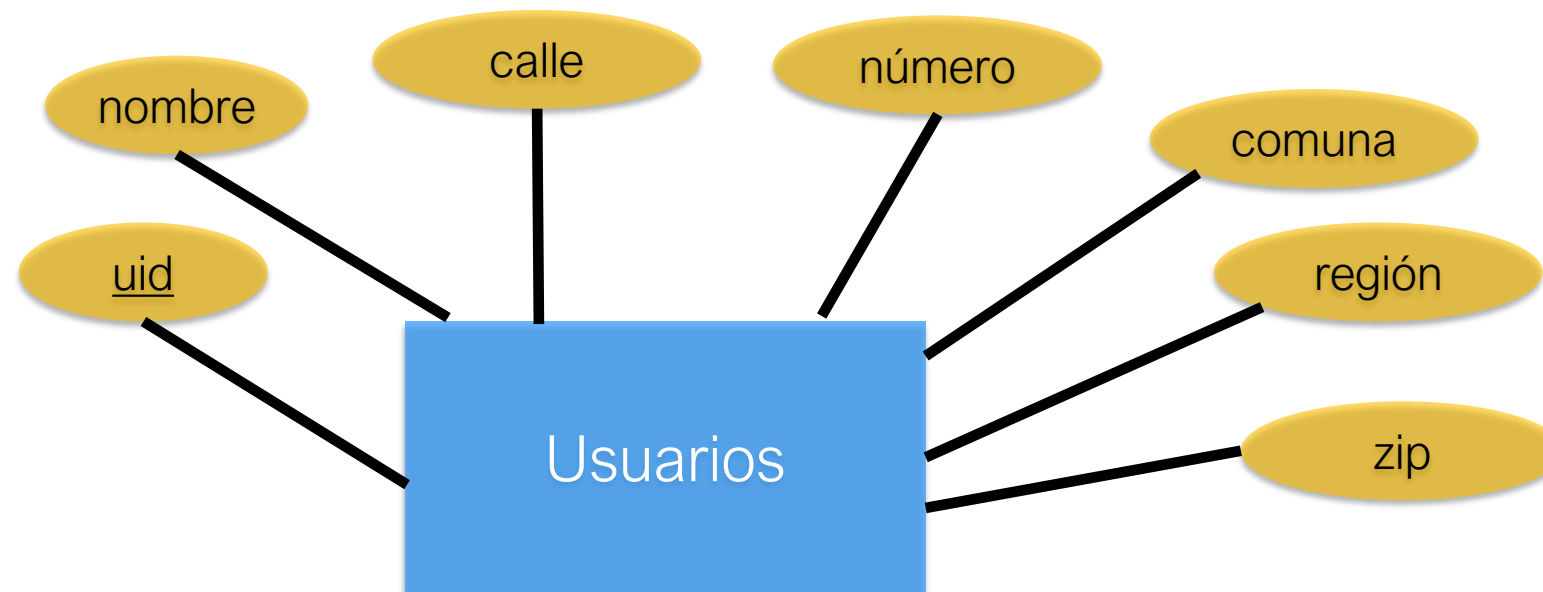 calle
número
nombre
comuna
uid
región
zip
Usuarios